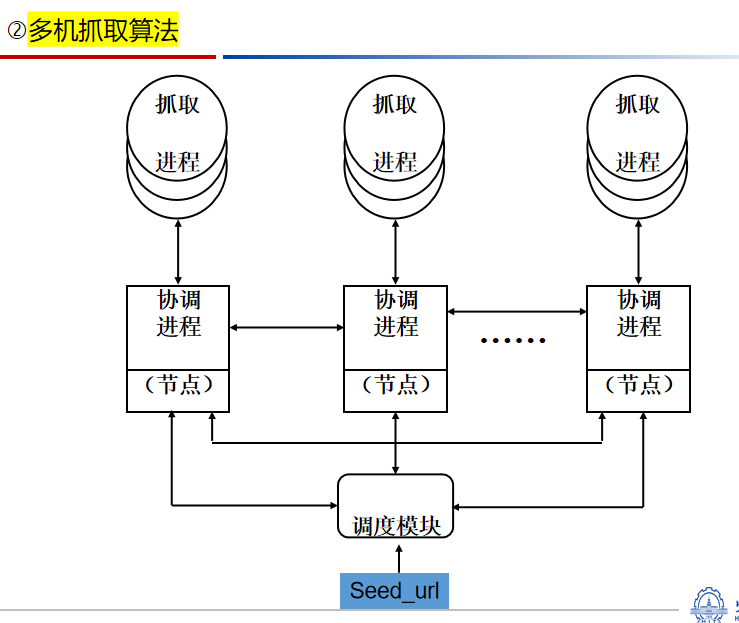 ②多机抓取算法
抓取
进程
抓取
进程
抓取
进程
协调
进程
(节点)
协调
进程
(节点)
......
协调
进程
(节点)
调度模块
Seed_url